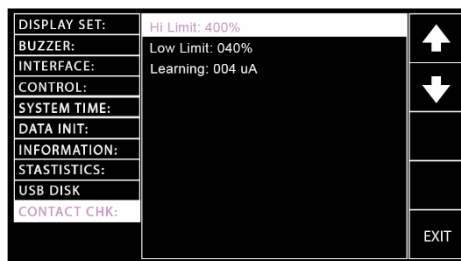 DISPLAY SET:
BUZZER:
INTERFACE:
CONTROL:
SYSTEM TIME:
DATA INIT:
INFORMATION:
STASTISTICS:
USB DISK
CONTACT CHK:
Hi Limit: 400%
Low Limit: 040%
Learning: 004 uA
EXIT